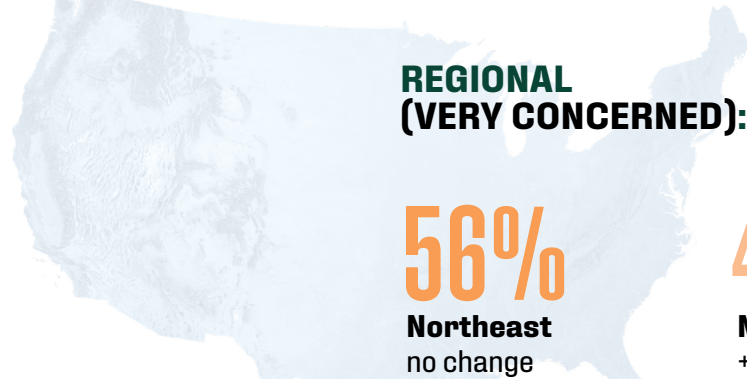 REGIONAL
(VERY CONCERNED):
56%
Northeast
no change